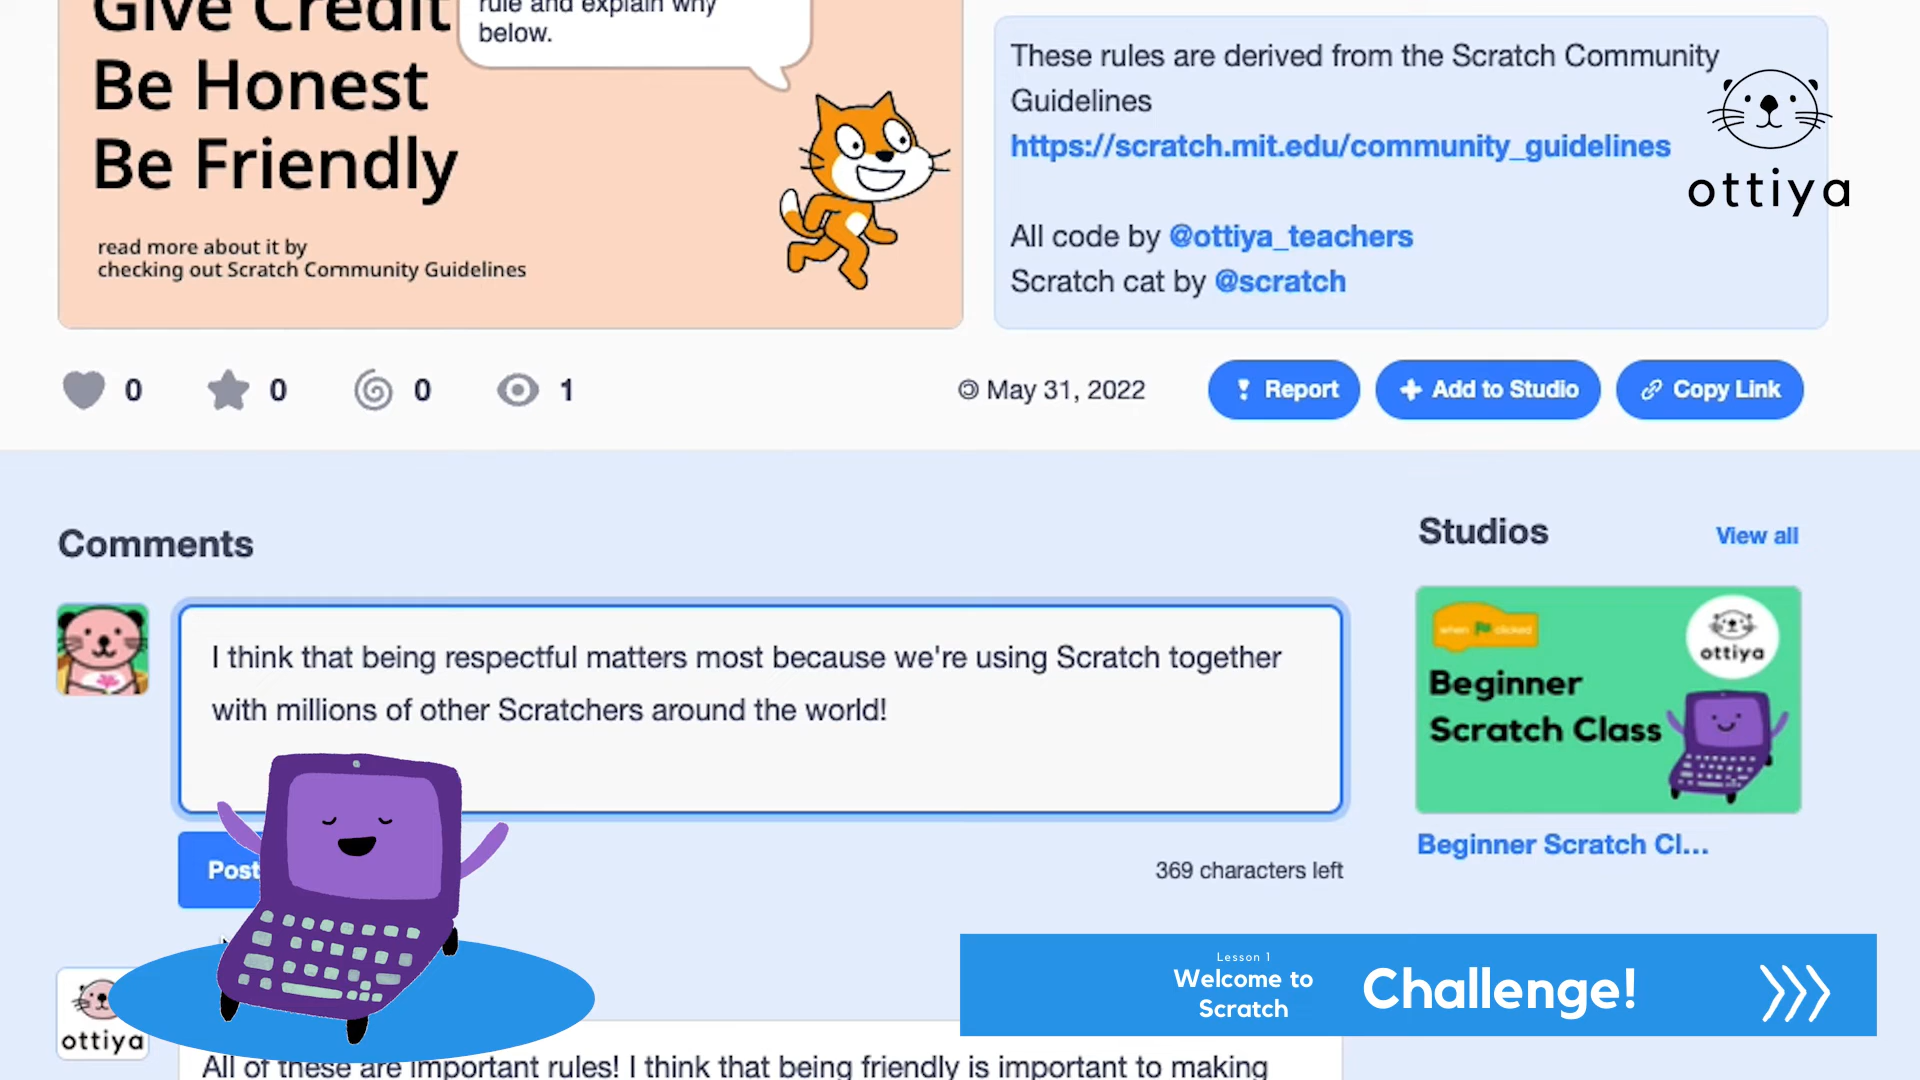 Give Credit
Be Honest
Be Friendly
read more about it by
checking out Scratch Community Guidelines
rule and explain why
below.
These rules are derived from the Scratch Community
Guidelines
https://scratch.mit.edu/community_guidelines
All code by @ottiya_teachers
Scratch cat by @scratch
ottiya
0
0
0
1
May 31, 2022
Report
Add to Studio
Copy Link
Comments
I think that being respectful matters most because we're using Scratch together
with millions of other Scratchers around the world!
Post
369 characters left
Studios
View all
when clicked
ottiya
Beginner
Scratch Class
Beginner Scratch Cl...
ottiya
All of these are important rules! I think that being friendly is important to making
Lesson 1
Welcome to
Scratch
Challenge!